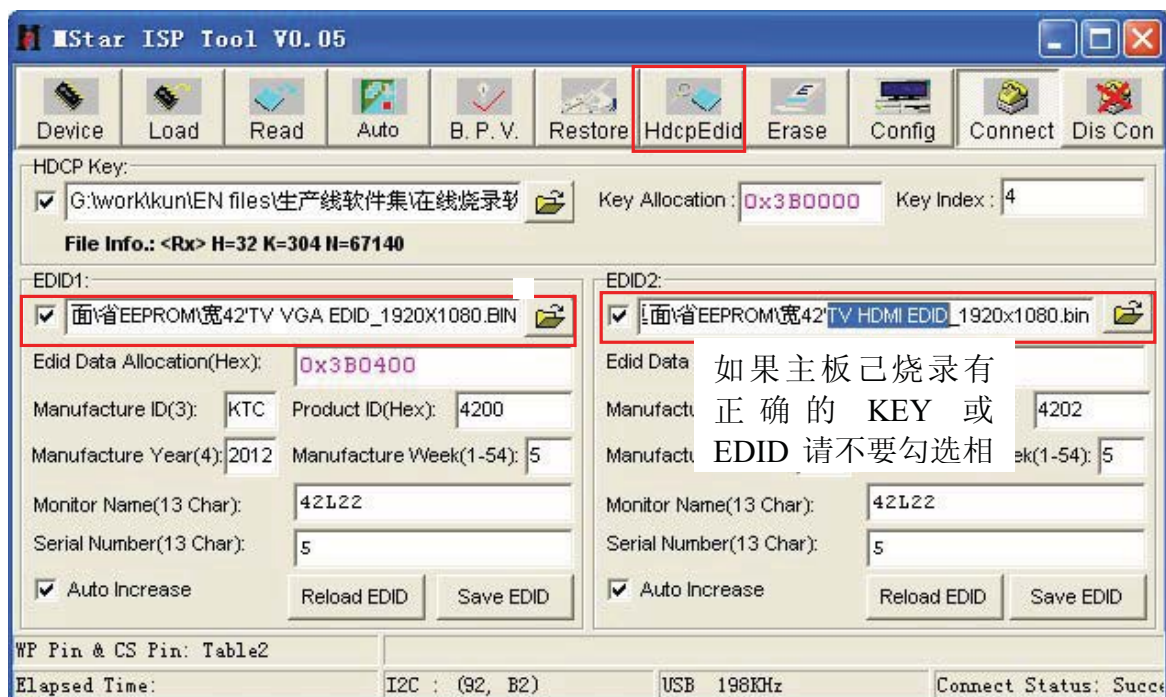 MStar ISP Tool V0.05
Device Load Read Auto B.P.V. Restore HdcpEdid Erase Config Connect Dis Con
HDCP Key:
G:\work\kun\EN files\生产线软件集\在线烧录软 Key Allocation : 0x3B0000 Key Index : 4
File Info.: <Rx> H=32 K=304 N=67140
EDID1:
面\省EEPROM\宽42'TV VGA EDID_1920X1080.BIN
Edid Data Allocation(Hex): 0x3B0400
Manufacture ID(3): KTC Product ID(Hex): 4200
Manufacture Year(4): 2012 Manufacture Week(1-54): 5
Monitor Name(13 Char): 42L22
Serial Number(13 Char): 5
Auto Increase Reload EDID Save EDID
EDID2:
面\省EEPROM\宽42'TV HDMI EDID_1920x1080.bin
Edid Data
Manufactu 4202
Manufactu ek(1-54): 5
如果主板己烧录有
正确的 KEY 或
EDID 请不要勾选相
Monitor Name(13 Char): 42L22
Serial Number(13 Char): 5
Auto Increase Reload EDID Save EDID
WP Pin & CS Pin: Table2
Elapsed Time: I2C : (92, B2) USB 198KHz Connect Status: Succe